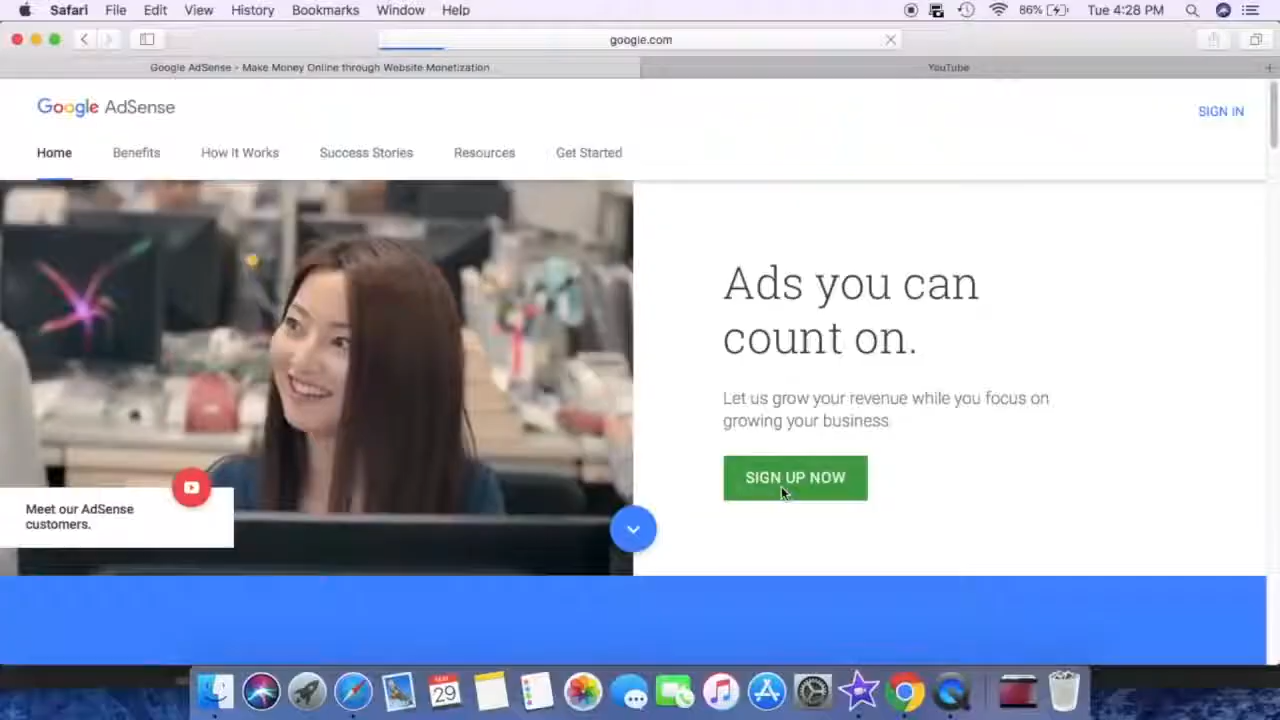 Safari File Edit View History Bookmarks Window Help 86% Tue 4:28 PM
google.com
Google AdSense - Make Money Online through Website Monetization YouTube
Google AdSense
SIGN IN
Home Benefits How It Works Success Stories Resources Get Started
Ads you can
count on.
Let us grow your revenue while you focus on
growing your business
SIGN UP NOW
Meet our AdSense
customers.
29